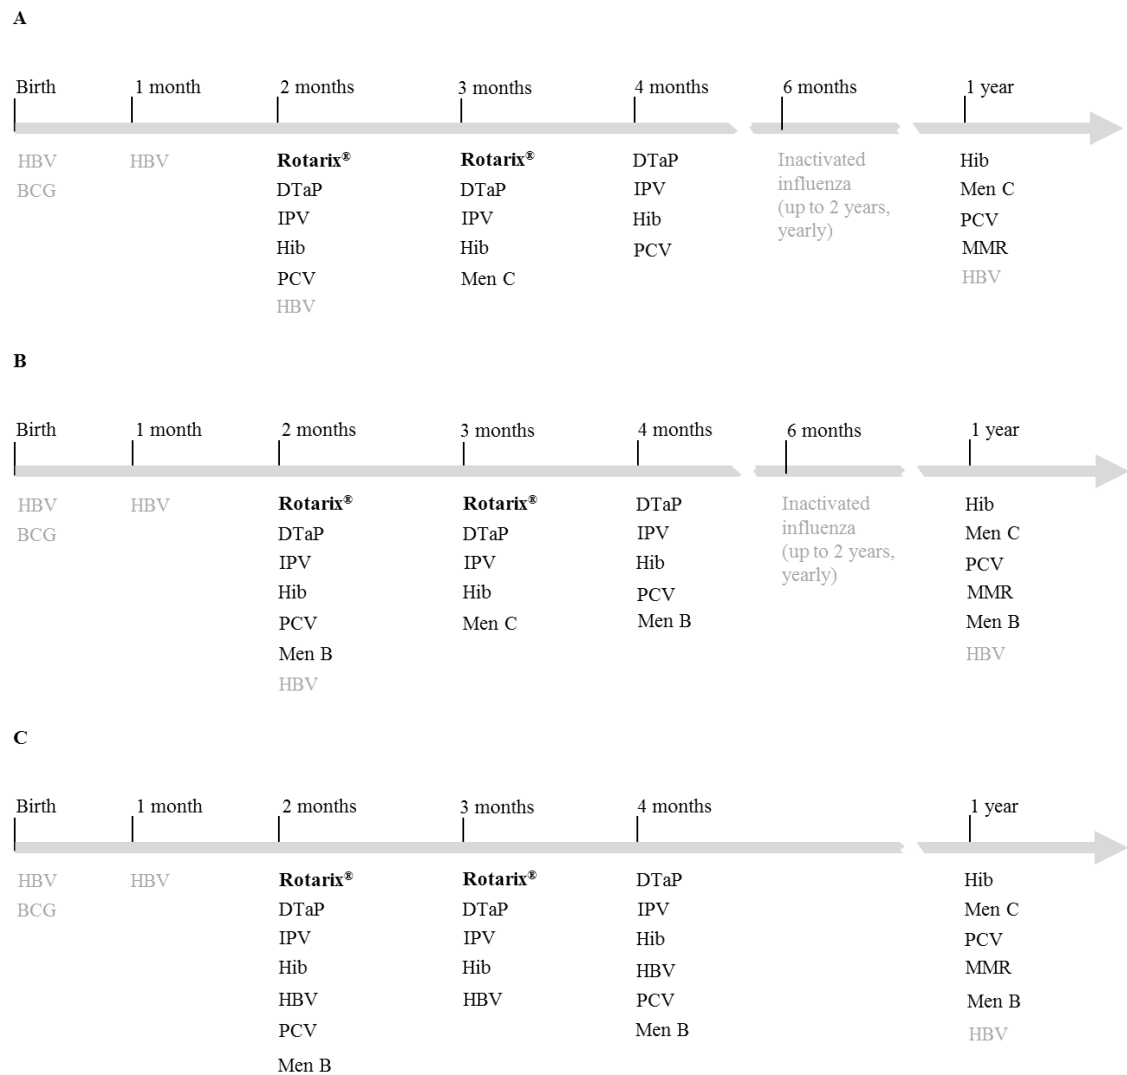 A
Birth
1 month
2 months
3 months
4 months
6 months
1 year
HBV
BCG
HBV
Rotarix®
DTaP
IPV
Hib
PCV
HBV
Rotarix®
DTaP
IPV
Hib
Men C
DTaP
IPV
Hib
PCV
Inactivated
influenza
(up to 2 years,
yearly)
Hib
Men C
PCV
MMR
HBV
B
Birth
1 month
2 months
3 months
4 months
6 months
1 year
HBV
BCG
HBV
Rotarix®
DTaP
IPV
Hib
PCV
Men B
HBV
Rotarix®
DTaP
IPV
Hib
Men C
DTaP
IPV
Hib
PCV
Men B
Inactivated
influenza
(up to 2 years,
yearly)
Hib
Men C
PCV
MMR
Men B
HBV
C
Birth
1 month
2 months
3 months
4 months
1 year
HBV
BCG
HBV
Rotarix®
DTaP
IPV
Hib
HBV
PCV
Men B
Rotarix®
DTaP
IPV
Hib
HBV
DTaP
IPV
Hib
HBV
PCV
Men B
Hib
Men C
PCV
MMR
Men B
HBV